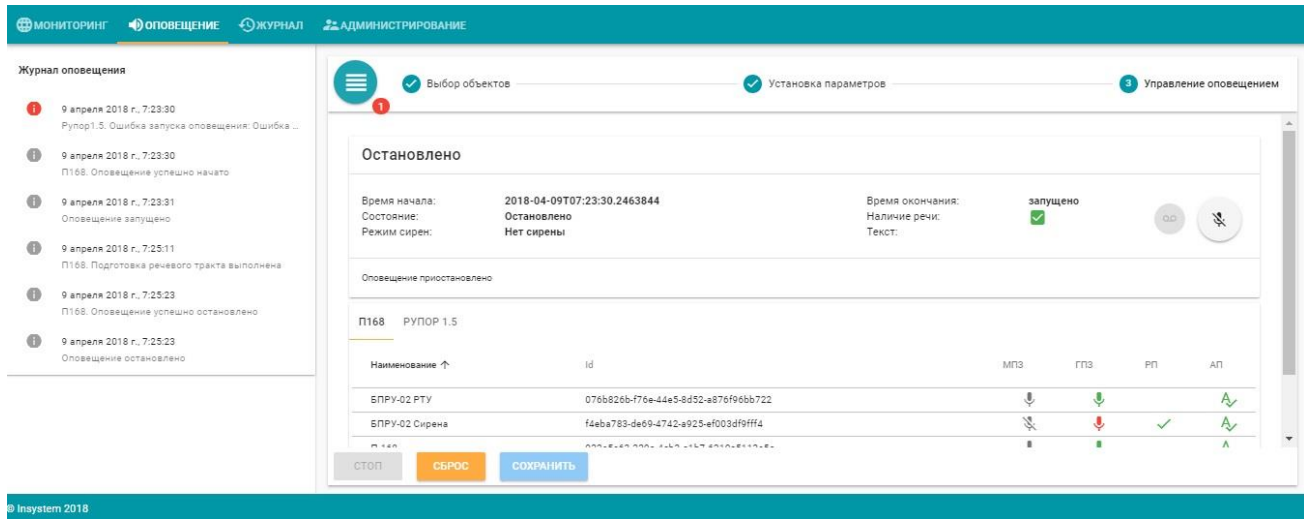 МОНИТОРИНГ ОПОВЕЩЕНИЕ ЖУРНАЛ АДМИНИСТРИРОВАНИЕ
Журнал оповещения
9 апреля 2018 г., 7:23:30
Рупор1.5. Ошибка запуска оповещения: Ошибка ...
9 апреля 2018 г., 7:23:30
П168. Оповещение успешно начато
9 апреля 2018 г., 7:23:31
Оповещение запущено
9 апреля 2018 г., 7:25:11
П168. Подготовка речевого тракта выполнена
9 апреля 2018 г., 7:25:23
П168. Оповещение успешно остановлено
9 апреля 2018 г., 7:25:23
Оповещение остановлено
1
Выбор объектов Установка параметров 3 Управление оповещением
Остановлено
Время начала: 2018-04-09T07:23:30.2463844 Время окончания: запущено
Состояние: Остановлено Наличие речи:
Режим сирен: Нет сирены Текст:
Оповещение приостановлено
П168 РУПОР 1.5
Наименование Id МПЗ ГПЗ РП АП
БПРУ-02 РТУ 076b826b-f76e-44e5-8d52-a876f96bb722
БПРУ-02 Сирена f4eba783-de69-4742-a925-ef003df9fff4
СТОП СБРОС СОХРАНИТЬ
© Insystem 2018